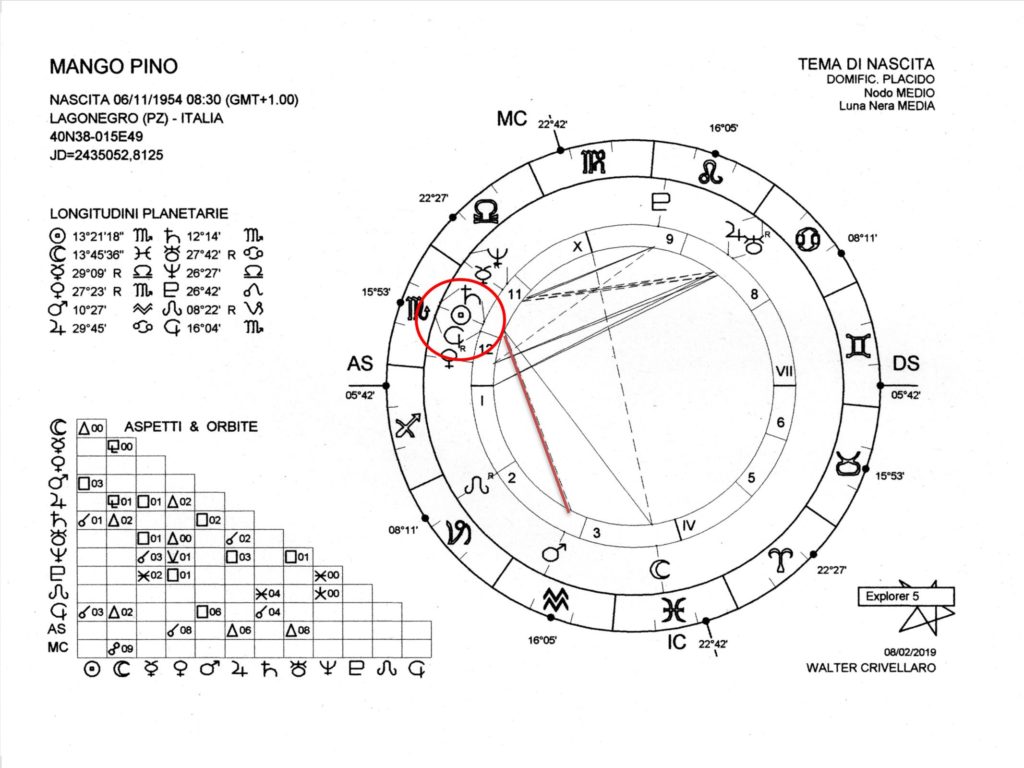 MANGO PINO
NASCITA 06/11/1954 08:30 (GMT+1.00)
LAGONEGRO (PZ) - ITALIA
40N38-015E49
JD=2435052,8125
TEMA DI NASCITA
DOMIFIC. PLACIDO
Nodo MEDIO
Luna Nera MEDIA
LONGITUDINI PLANETARIE
☉ 13°21'18" ♏ ♄ 12°14' ♏
☾ 13°45'36" ♓ ♅ 27°42' R ♋
☿ 29°09' R ♎ ♆ 26°27' ♎
♀ 27°23' R ♏ ♇ 26°42' ♌
♂ 10°27' ♒ ☊ 08°22' R ♑
♃ 29°45' ♋ ⚸ 16°04' ♏
MC 22°42'
16°05'
22°27'
08°11'
15°53'
AS
05°42'
DS
05°42'
15°53'
08°11'
22°27'
16°05'
IC 22°42'
X
9
11
8
12
VII
I
6
2
5
3
IV
R
R
R
R
ASPETTI & ORBITE
☾ △00
☿ 00
♀
♂ □03
♃ 01 □01 △02
♄ ☌01 △02 □02
♅ □01 △00 ☌02
♆ ☌03 01 □03 □01
♇ 02 □01 00
☊ 04 00
⚸ ☌03 △02 □06 ☌04
AS ☌08 △06 △08
MC ☍09
☉ ☾ ☿ ♀ ♂ ♃ ♄ ♅ ♆ ♇ ☊ ⚸
Explorer 5
08/02/2019
WALTER CRIVELLARO